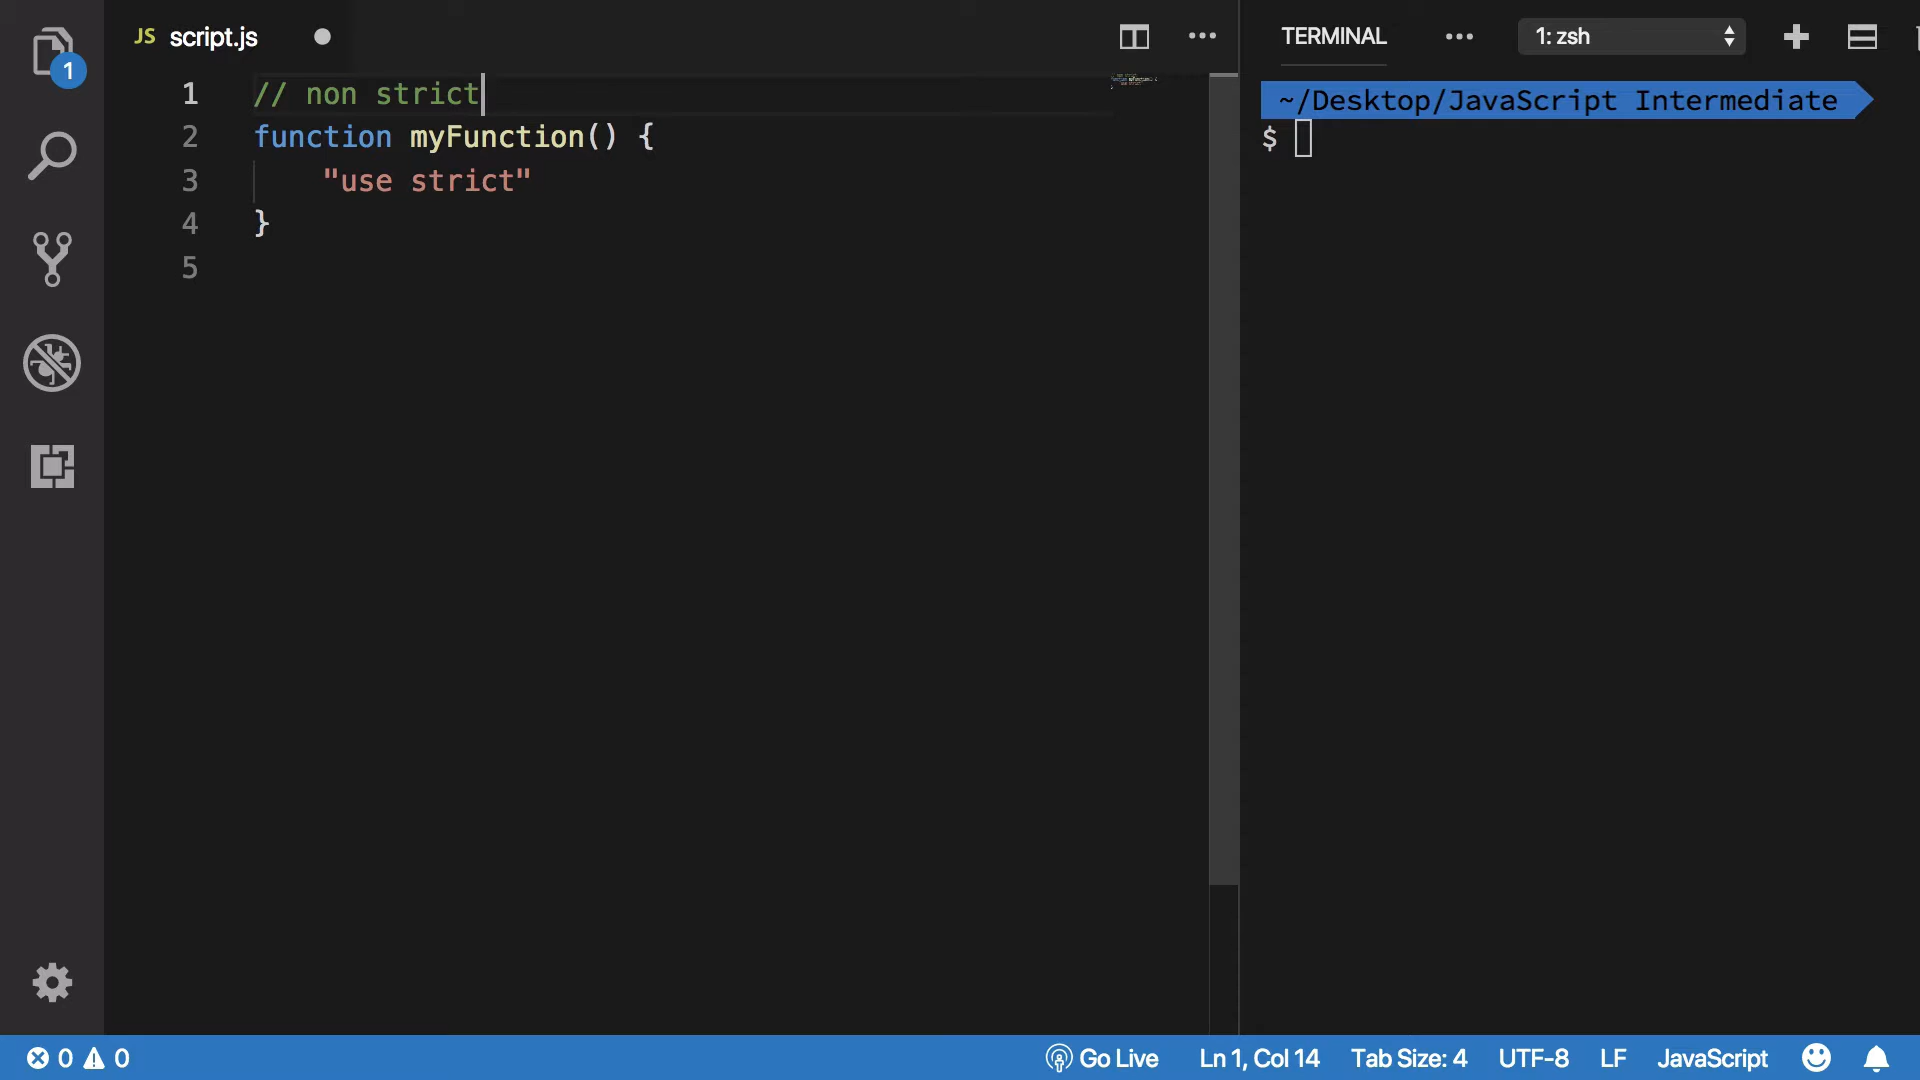 JS script.js
1: zsh
TERMINAL
1
1 // non strict
2 function myFunction() {
3 "use strict"
4 }
5
~/Desktop/JavaScript Intermediate
$
0 0
Go Live
Ln 1, Col 14
Tab Size: 4
UTF-8
LF
JavaScript